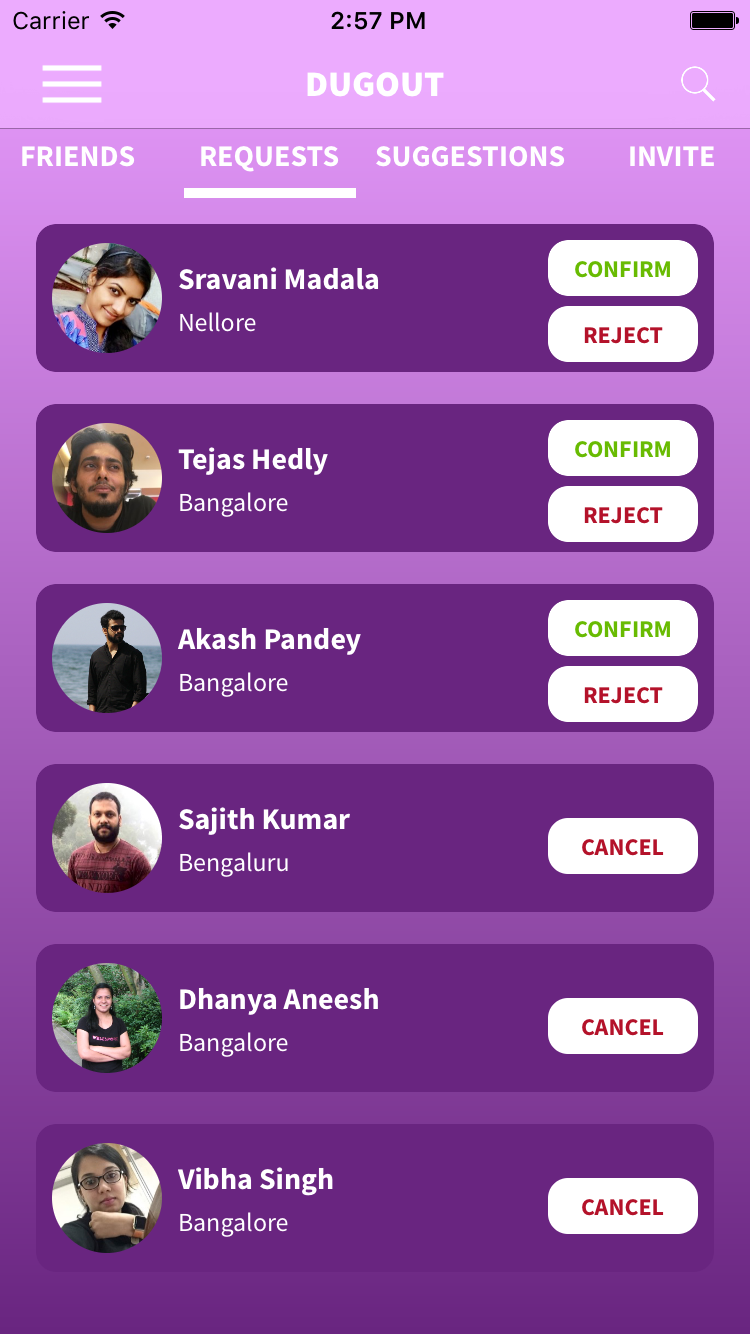 Carrier 2:57 PM
DUGOUT
FRIENDS REQUESTS SUGGESTIONS INVITE
Sravani Madala
Nellore
CONFIRM
REJECT
Tejas Hedly
Bangalore
CONFIRM
REJECT
Akash Pandey
Bangalore
CONFIRM
REJECT
Sajith Kumar
Bengaluru
CANCEL
Dhanya Aneesh
Bangalore
CANCEL
Vibha Singh
Bangalore
CANCEL